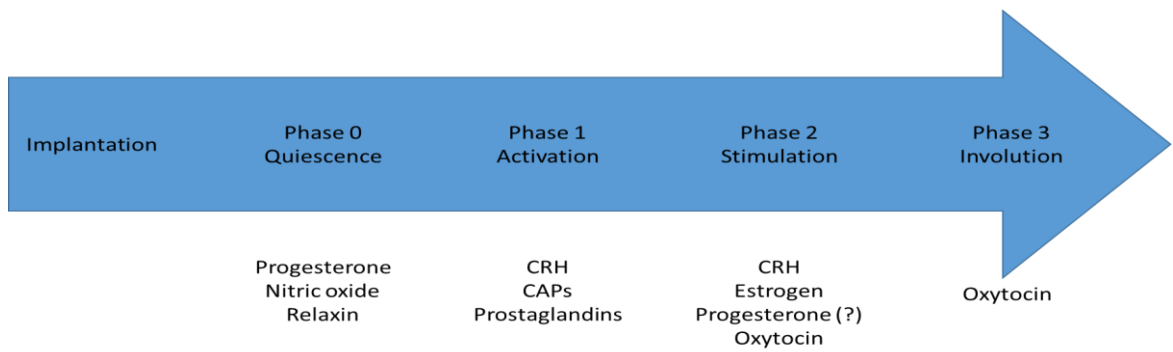 Implantation
Phase 0
Quiescence
Phase 1
Activation
Phase 2
Stimulation
Phase 3
Involution
Progesterone
Nitric oxide
Relaxin
CRH
CAPs
Prostaglandins
CRH
Estrogen
Progesterone (?)
Oxytocin
Oxytocin